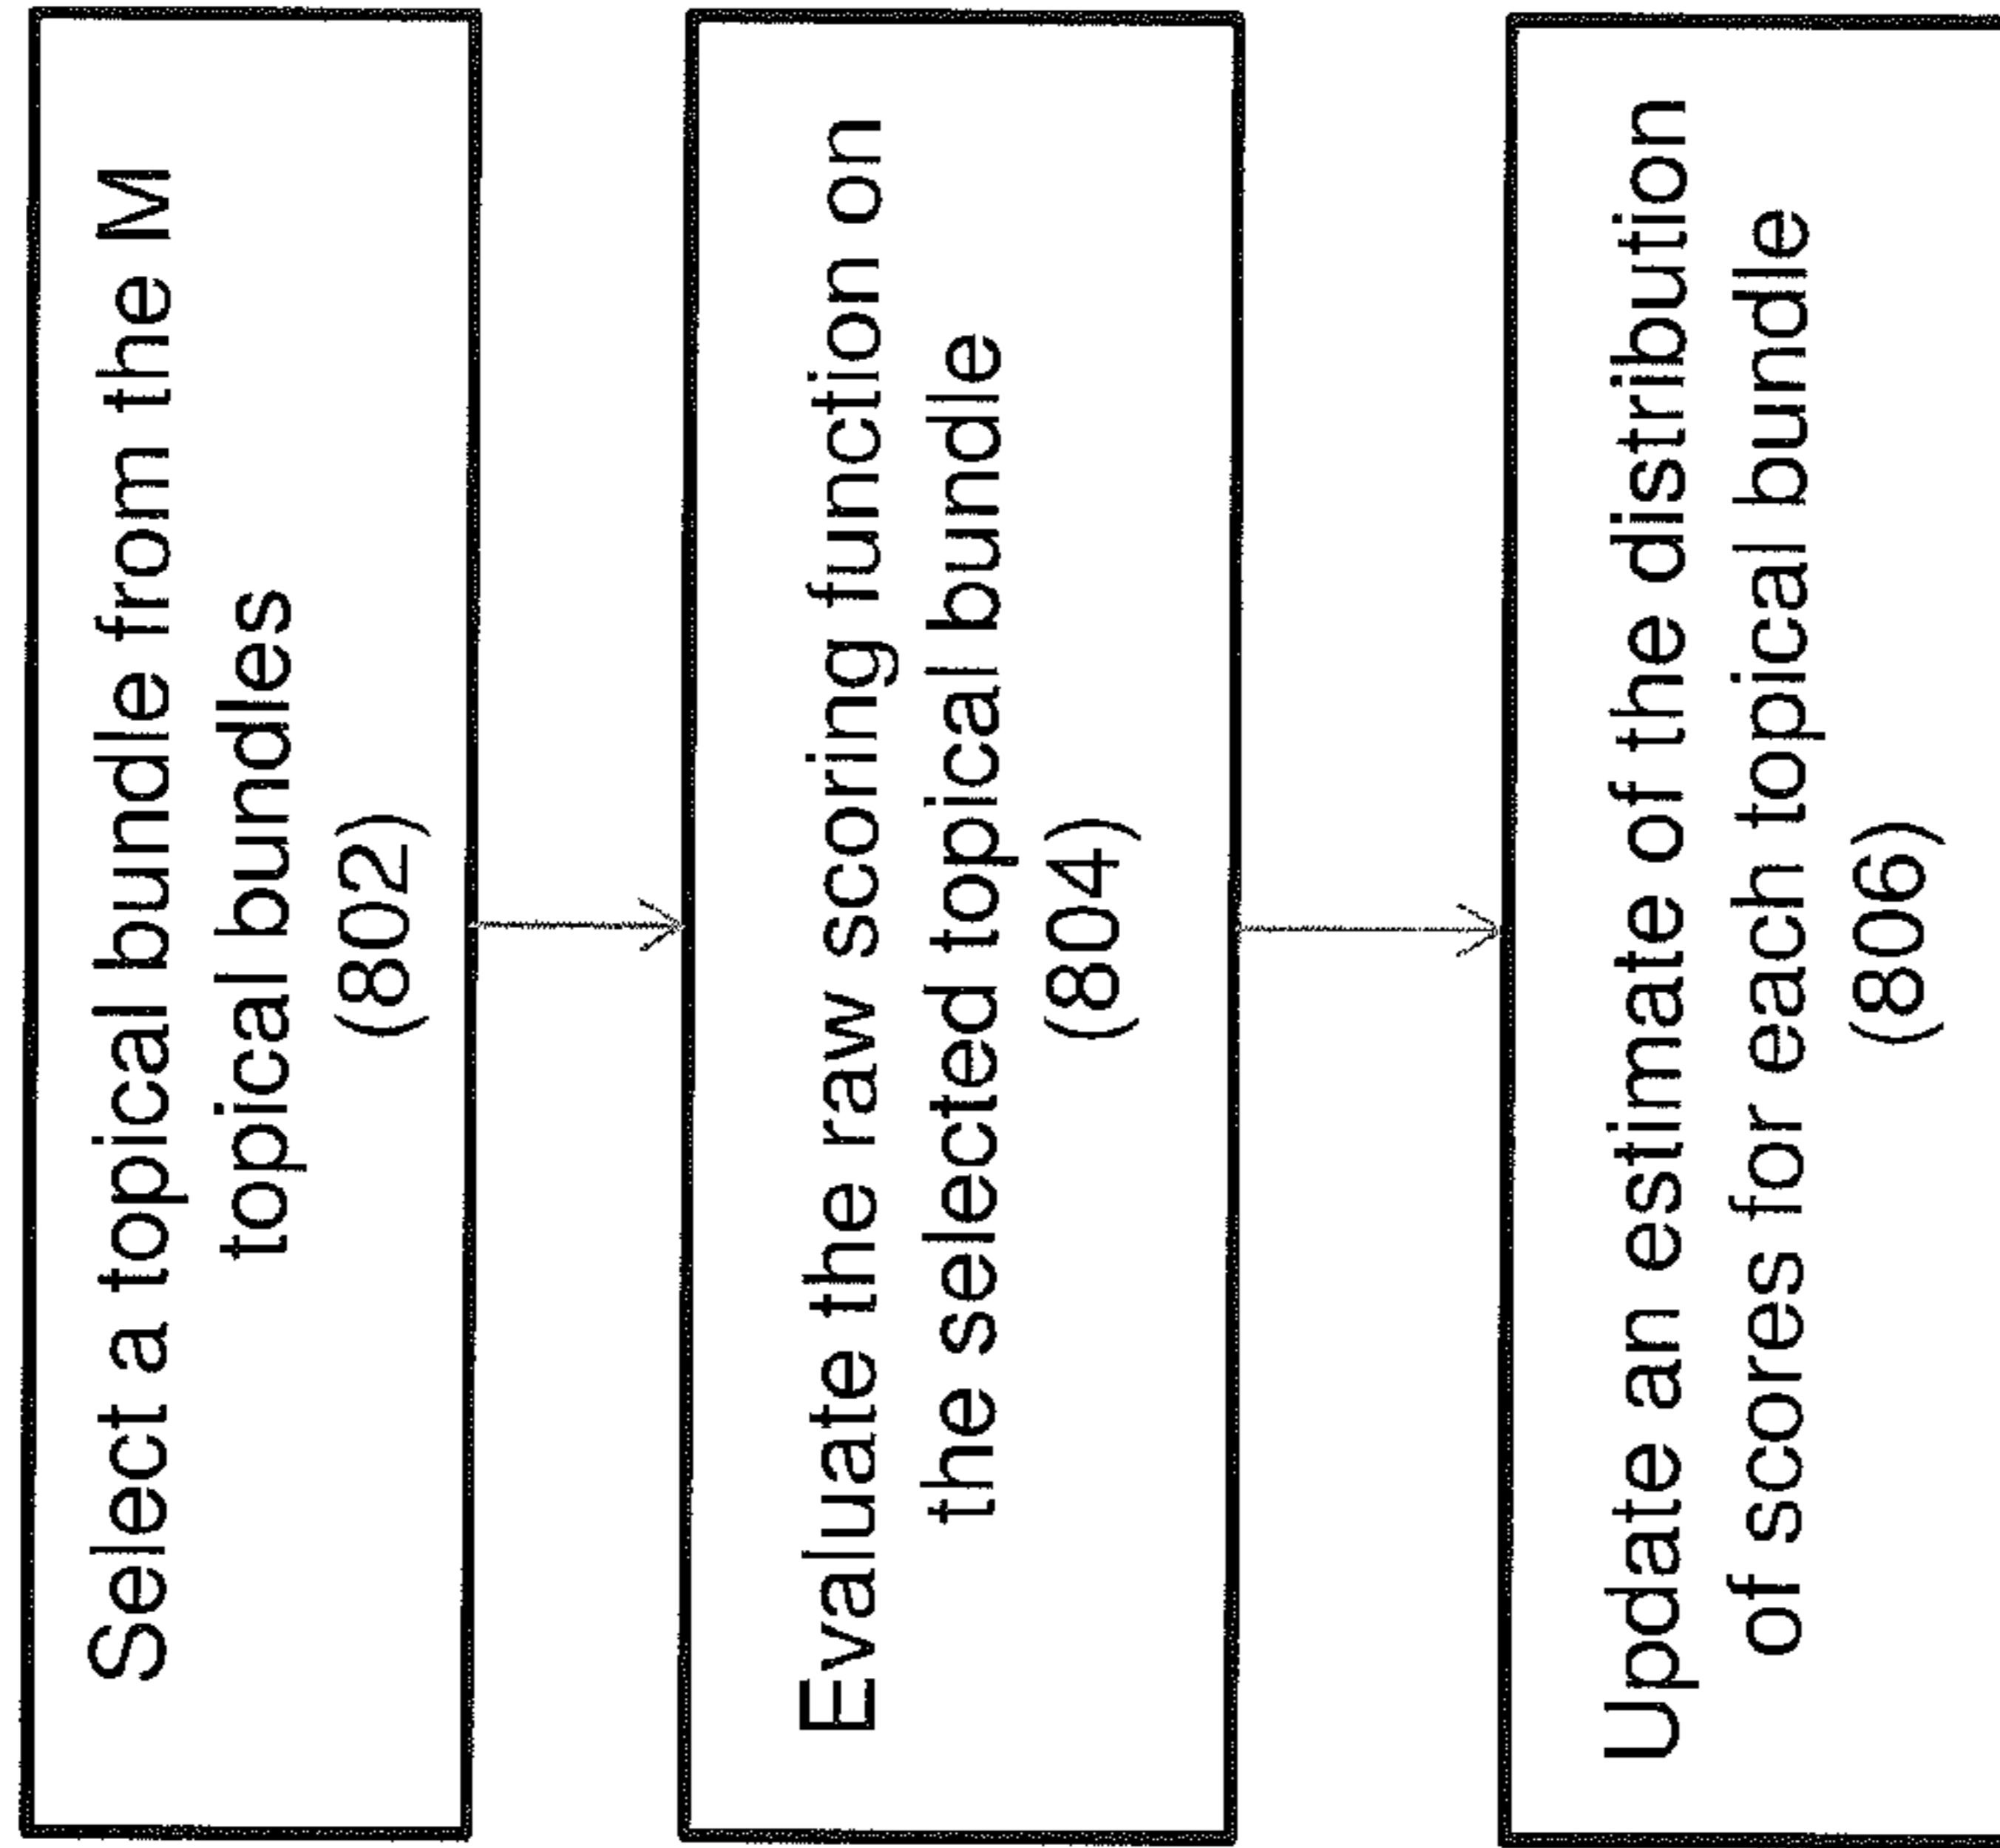 Select a topical bundle from the M
topical bundles
(802)
Evaluate the raw scoring function on
the selected topical bundle
(804)
Update an estimate of the distribution
of scores for each topical bundle
(806)